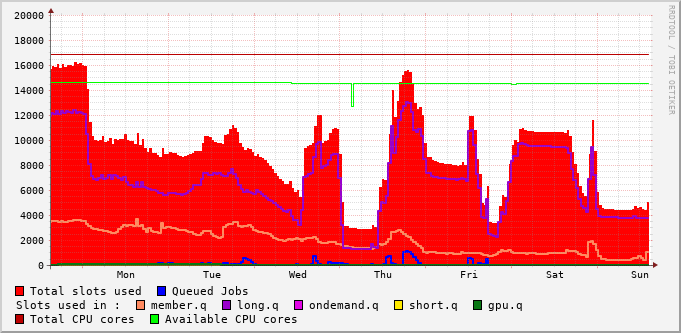 20000
18000
16000
14000
12000
10000
8000
6000
4000
2000
0
Mon Tue Wed Thu Fri Sat Sun
RRDTOOL / TOBI OETIKER
Total slots used Queued Jobs
Slots used in : member.q long.q ondemand.q short.q gpu.q
Total CPU cores Available CPU cores